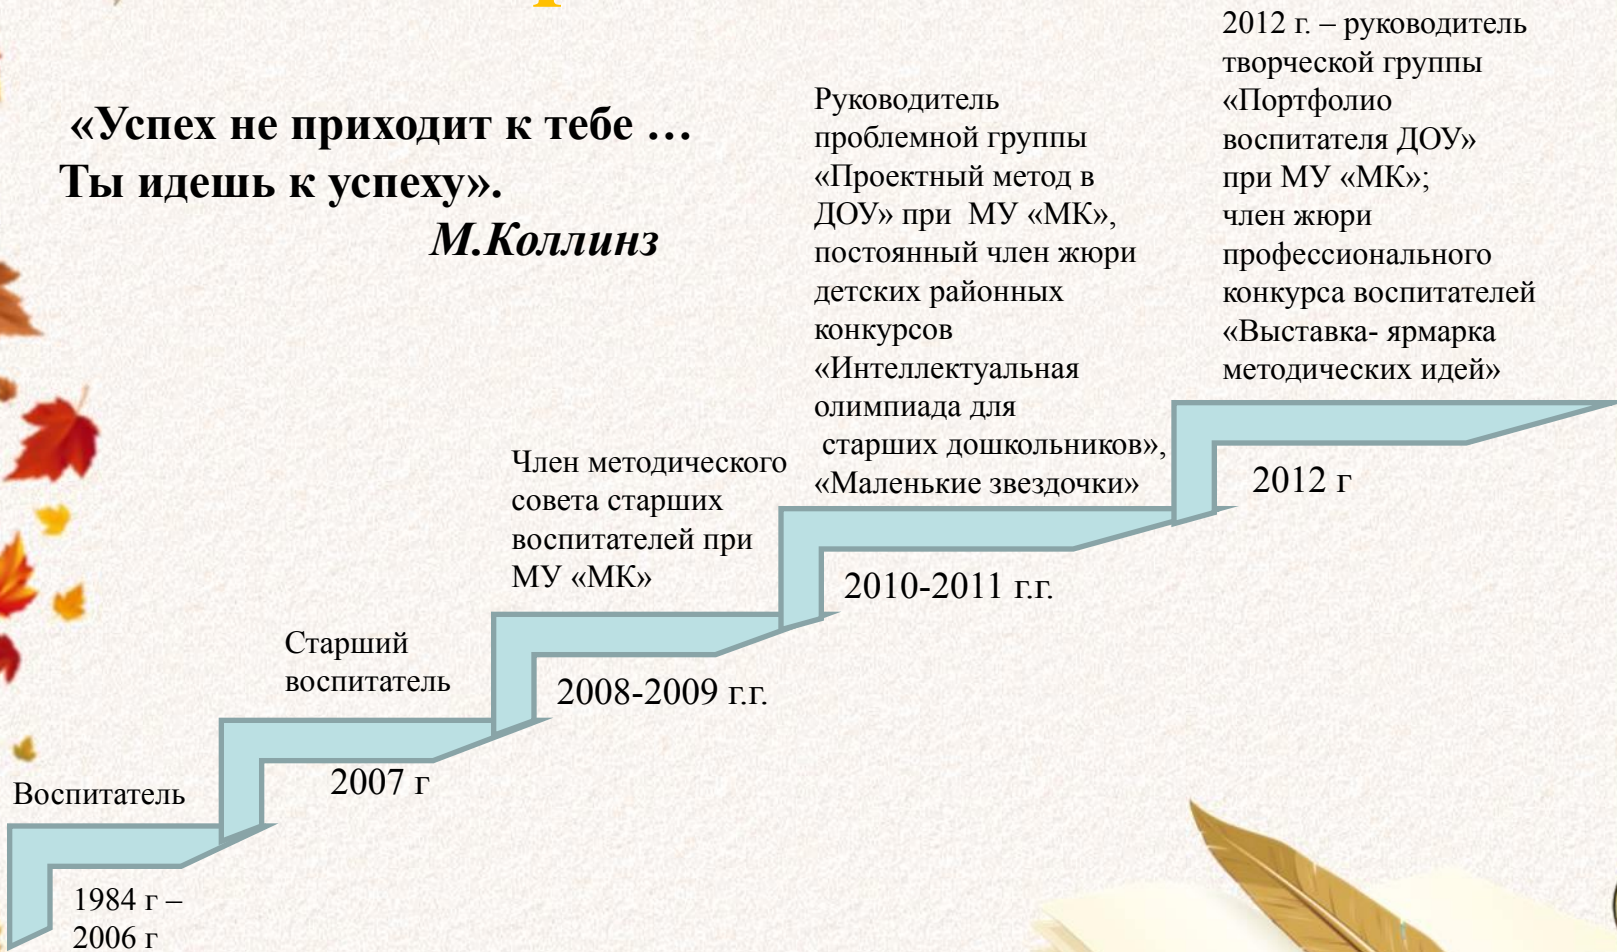 «Успех не приходит к тебе …
Ты идешь к успеху».
М.Коллинз
Воспитатель
1984 г –
2006 г
Старший
воспитатель
2007 г
Член методического
совета старших
воспитателей при
МУ «МК»
2008-2009 г.г.
Руководитель
проблемной группы
«Проектный метод в
ДОУ» при  МУ «МК»,
постоянный член жюри
детских районных
конкурсов
«Интеллектуальная
олимпиада для
старших дошкольников»,
«Маленькие звездочки»
2010-2011 г.г.
2012 г. – руководитель
творческой группы
«Портфолио
воспитателя ДОУ»
при МУ «МК»;
член жюри
профессионального
конкурса воспитателей
«Выставка- ярмарка
методических идей»
2012 г